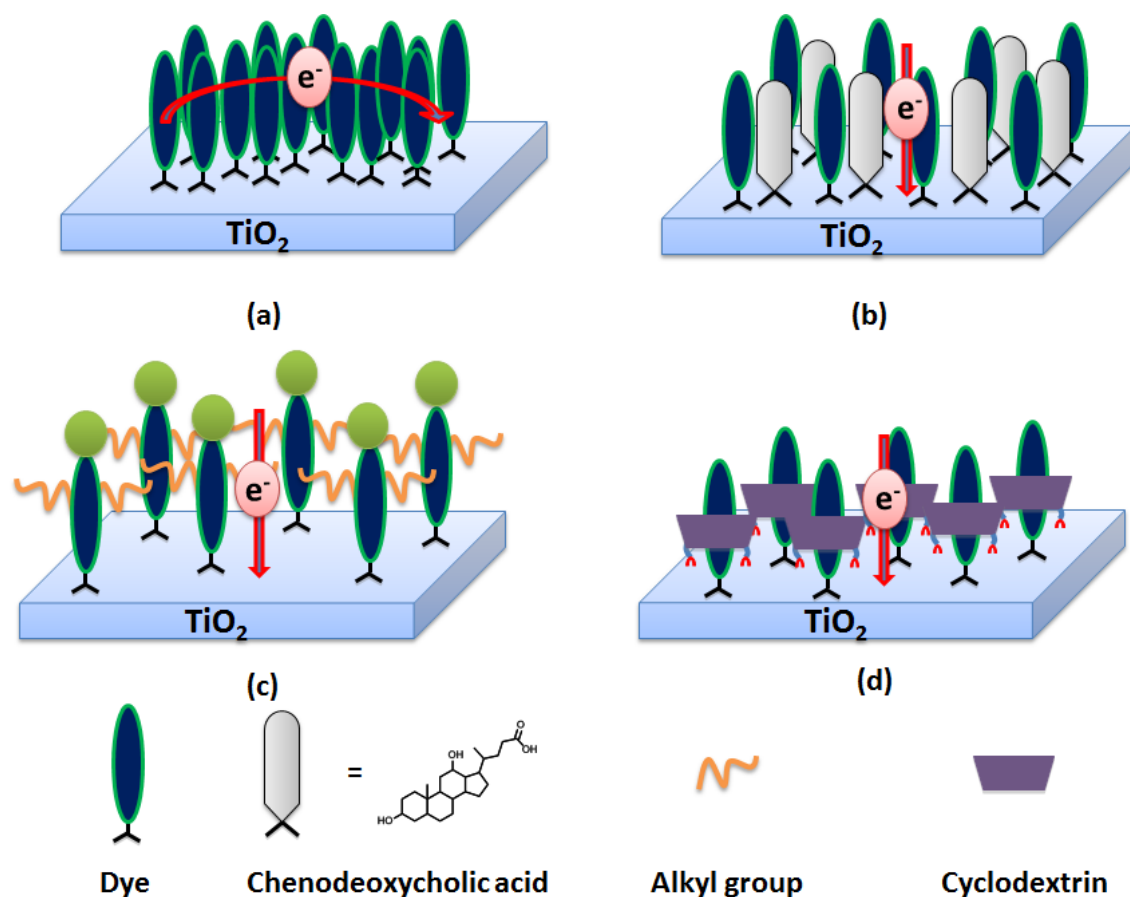 e-
TiO2
(a)
e-
TiO2
(b)
e-
TiO2
(c)
e-
TiO2
(d)
=
HO
OH
O
OH
Dye
Chenodeoxycholic acid
Alkyl group
Cyclodextrin